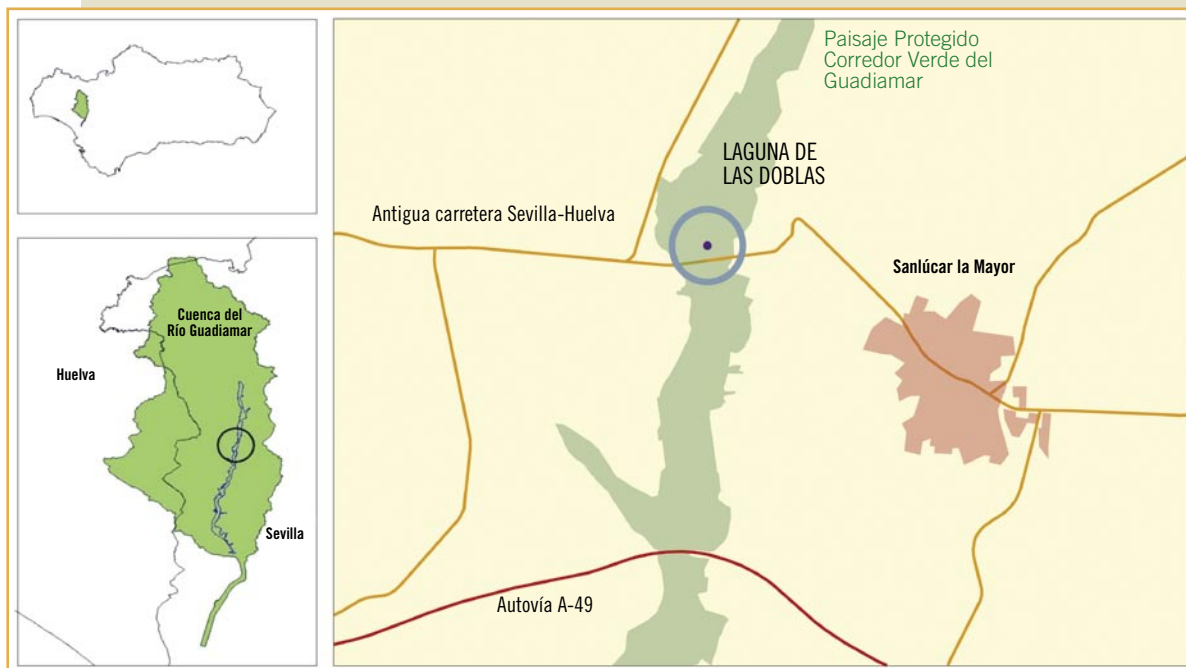 Cuenca del
Río Guadiamar
Huelva
Sevilla
Paisaje Protegido
Corredor Verde del
Guadiamar
LAGUNA DE
LAS DOBLAS
Antigua carretera Sevilla-Huelva
Sanlúcar la Mayor
Autovía A-49